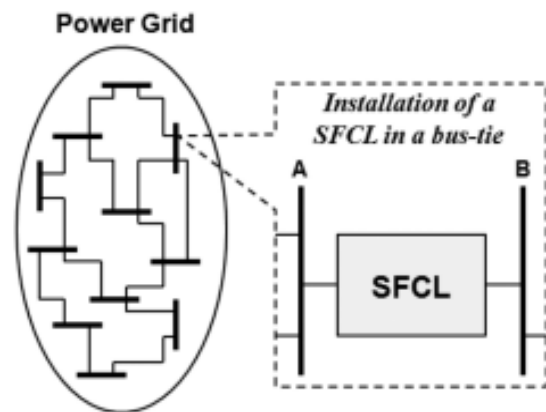 Power Grid
Installation of a
SFCL in a bus-tie
A
B
SFCL